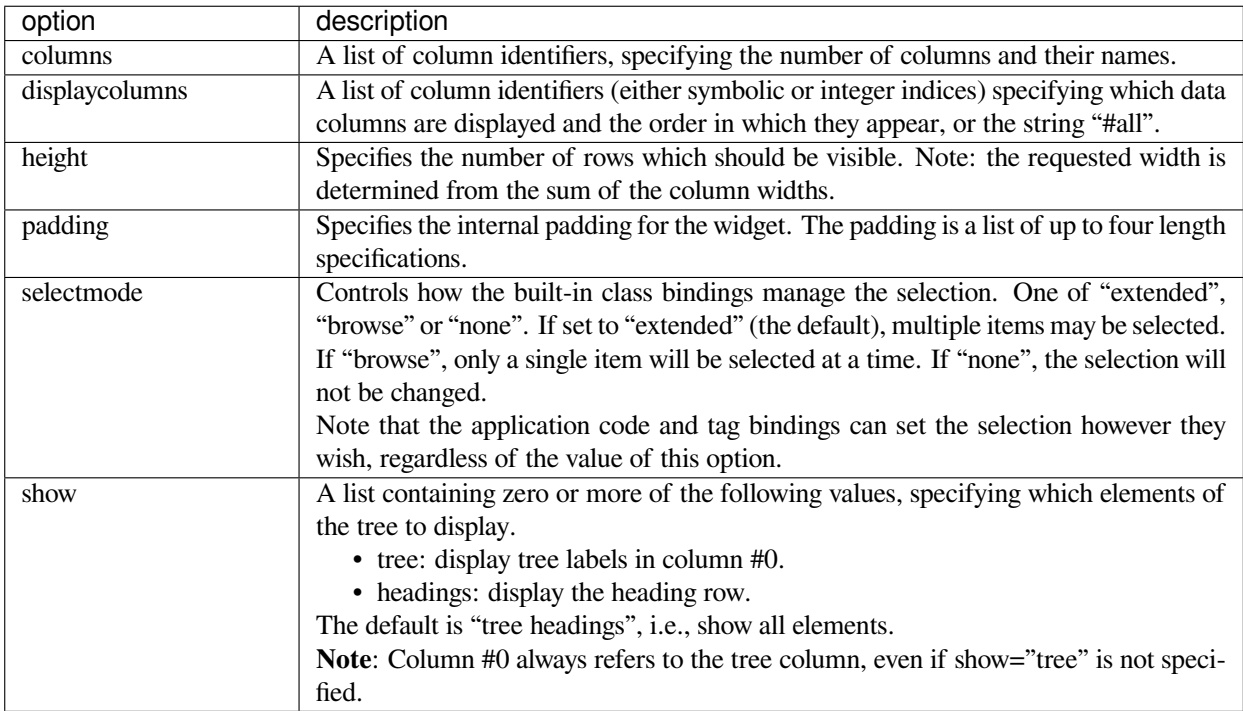 option description
columns A list of column identifiers, specifying the number of columns and their names.
displaycolumns A list of column identifiers (either symbolic or integer indices) specifying which data
columns are displayed and the order in which they appear, or the string “#all”.
height Specifies the number of rows which should be visible. Note: the requested width is
determined from the sum of the column widths.
padding Specifies the internal padding for the widget. The padding is a list of up to four length
specifications.
selectmode Controls how the built-in class bindings manage the selection. One of “extended”,
“browse” or “none”. If set to “extended” (the default), multiple items may be selected.
If “browse”, only a single item will be selected at a time. If “none”, the selection will
not be changed.
Note that the application code and tag bindings can set the selection however they
wish, regardless of the value of this option.
show A list containing zero or more of the following values, specifying which elements of
the tree to display.
• tree: display tree labels in column #0.
• headings: display the heading row.
The default is “tree headings”, i.e., show all elements.
Note: Column #0 always refers to the tree column, even if show=”tree” is not speci-
fied.